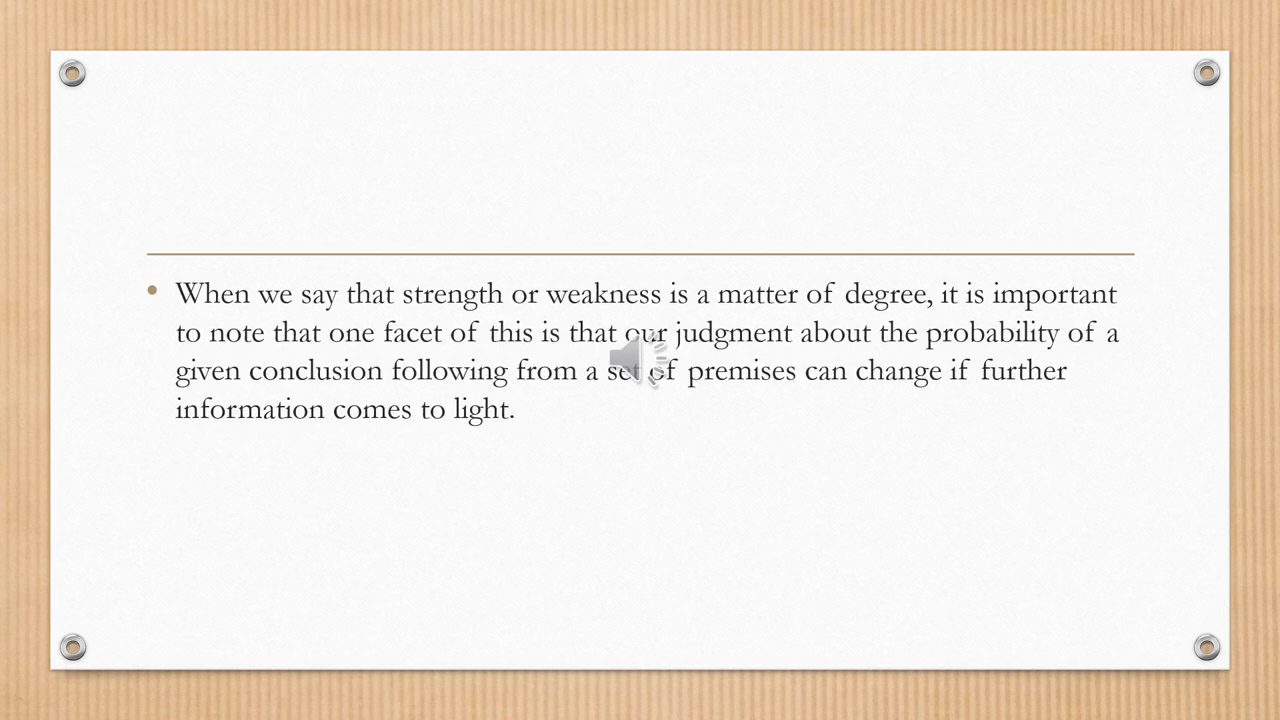 • When we say that strength or weakness is a matter of degree, it is important
to note that one facet of this is that our judgment about the probability of a
given conclusion following from a set of premises can change if further
information comes to light.